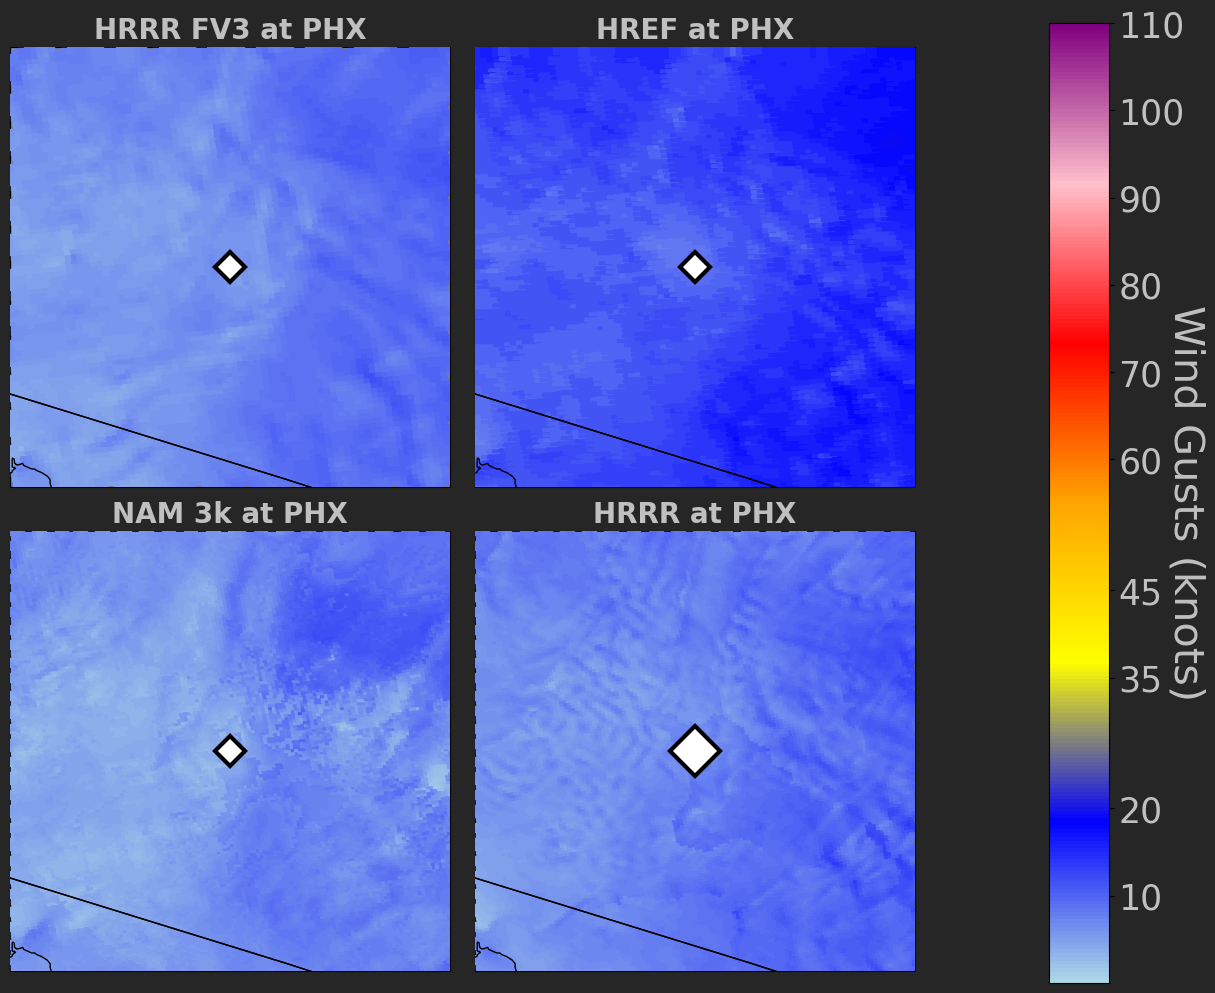 HRRR FV3 at PHX
HREF at PHX
NAM 3k at PHX
HRRR at PHX
110
100
90
80
70
60
45
35
20
10
Wind Gusts (knots)